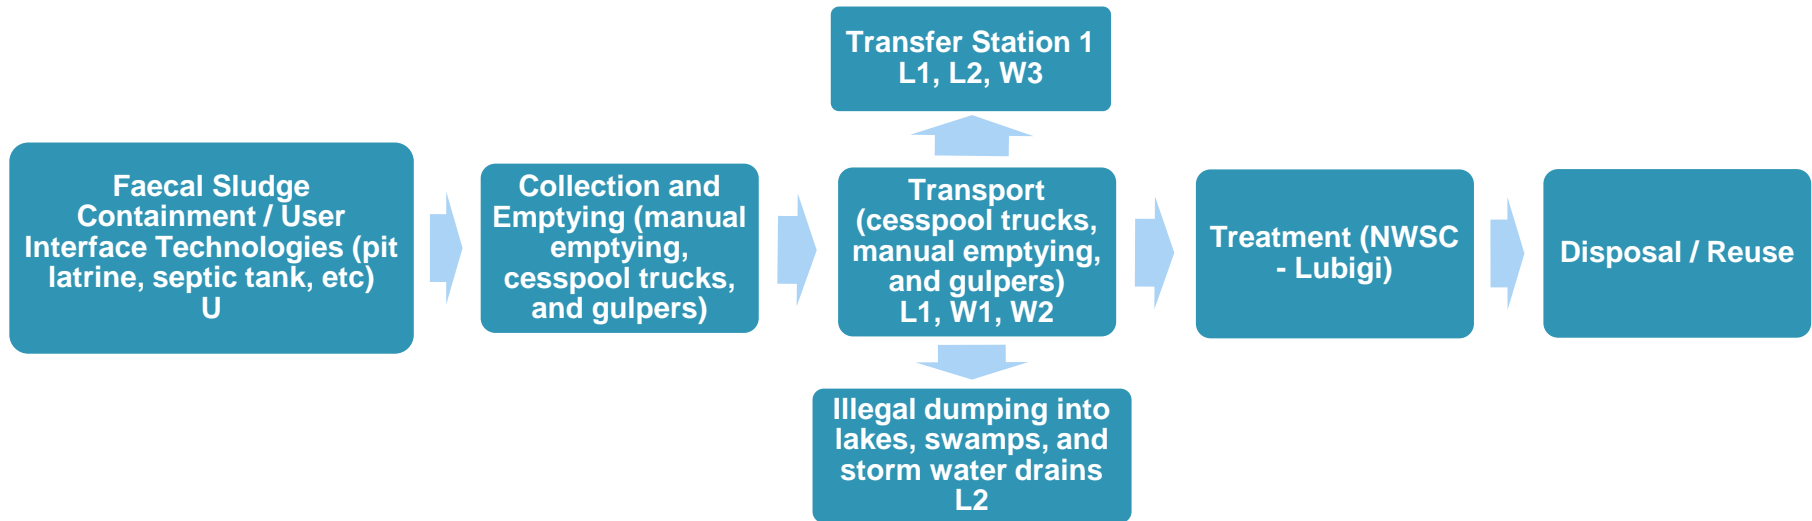 Transfer Station 1
L1, L2, W3
Faecal Sludge
Containment / User
Interface Technologies (pit
latrine, septic tank, etc)
U
Collection and
Emptying (manual
emptying,
cesspool trucks,
and gulpers)
Transport
(cesspool trucks,
manual emptying,
and gulpers)
L1, W1, W2
Treatment (NWSC
- Lubigi)
Disposal / Reuse
Illegal dumping into
lakes, swamps, and
storm water drains
L2